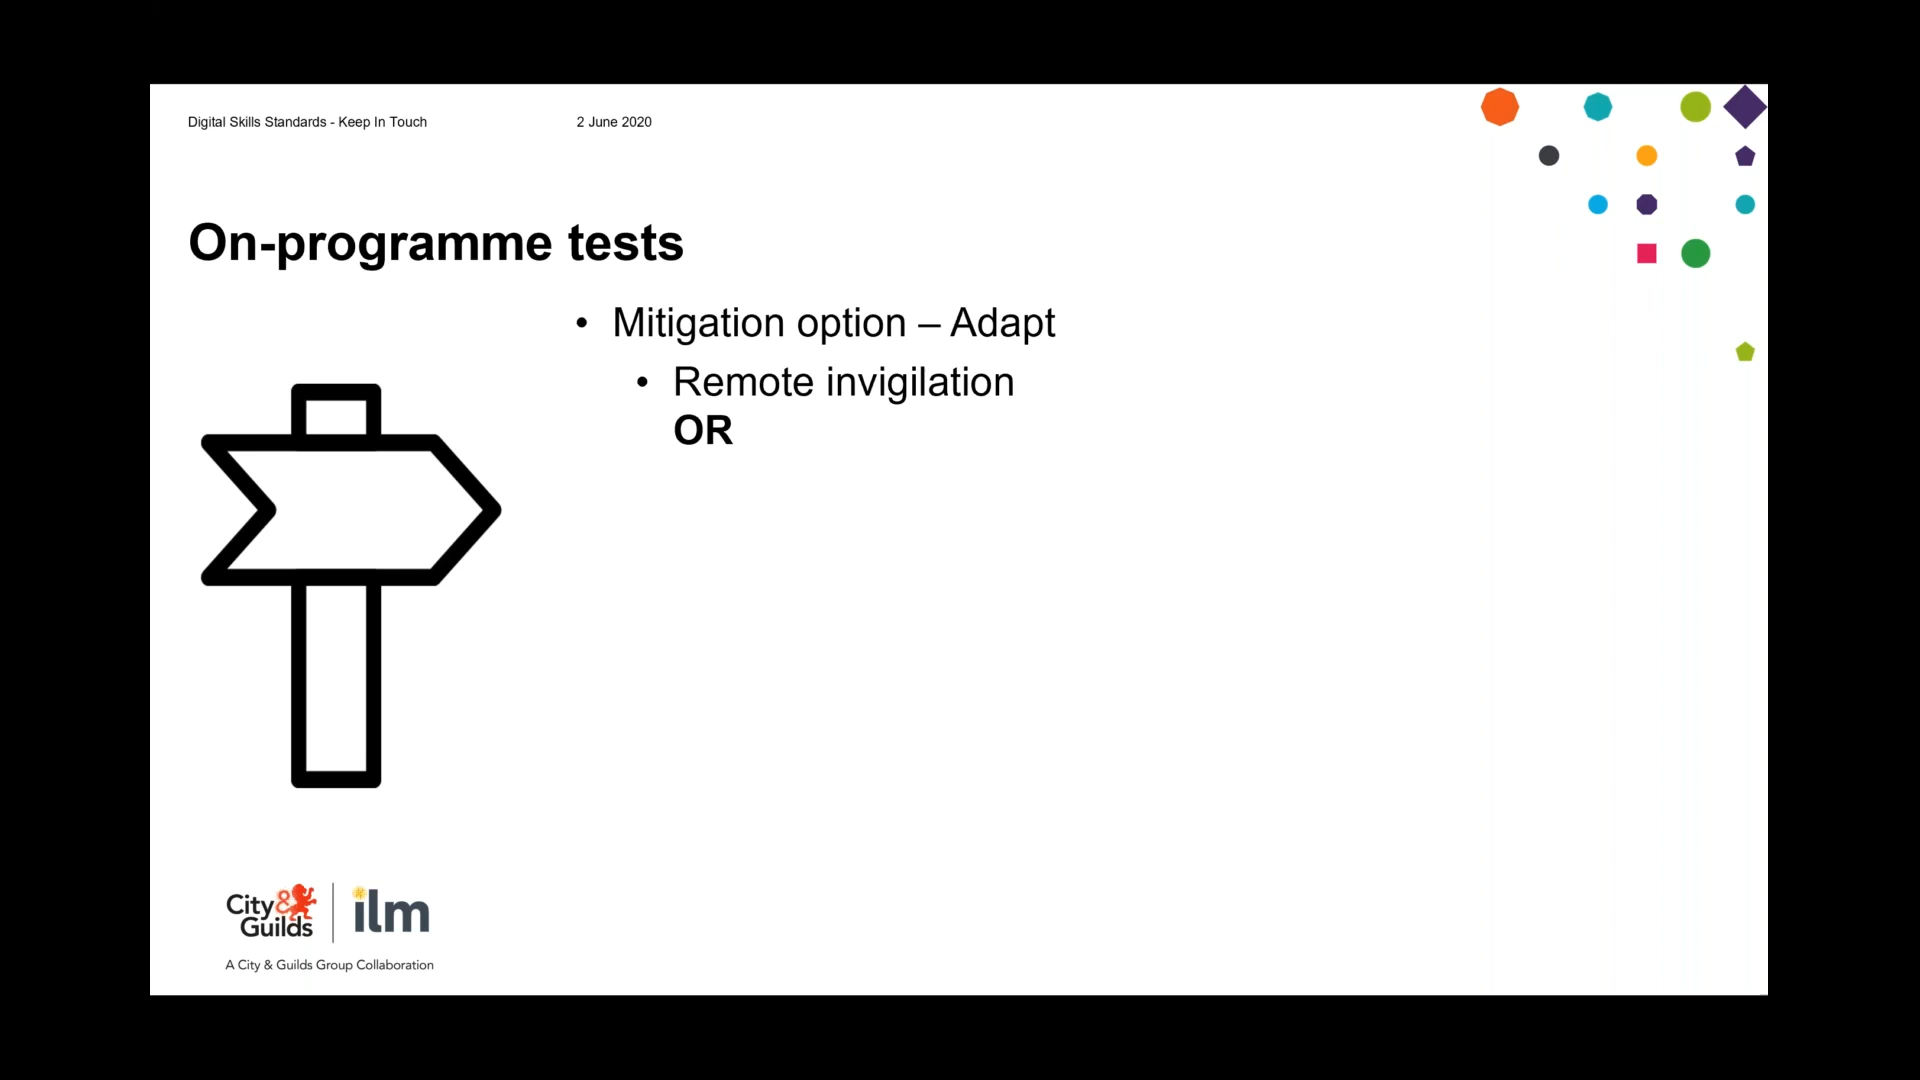 Digital Skills Standards - Keep In Touch 2 June 2020
On-programme tests
• Mitigation option – Adapt
• Remote invigilation
OR
City &
Guilds
ilm
A City & Guilds Group Collaboration